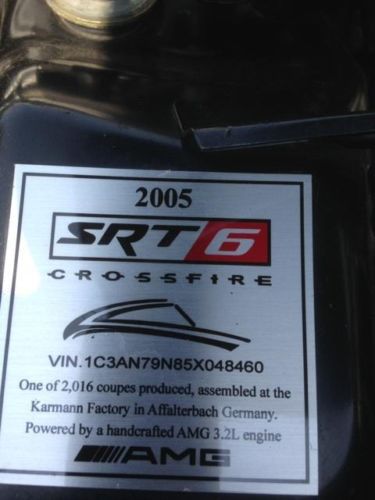 2005
SRT6
CROSSFIRE
VIN.1C3AN79N85X048460
One of 2,016 coupes produced, assembled at the
Karmann Factory in Affalterbach Germany.
Powered by a handcrafted AMG 3.2L engine
AMG